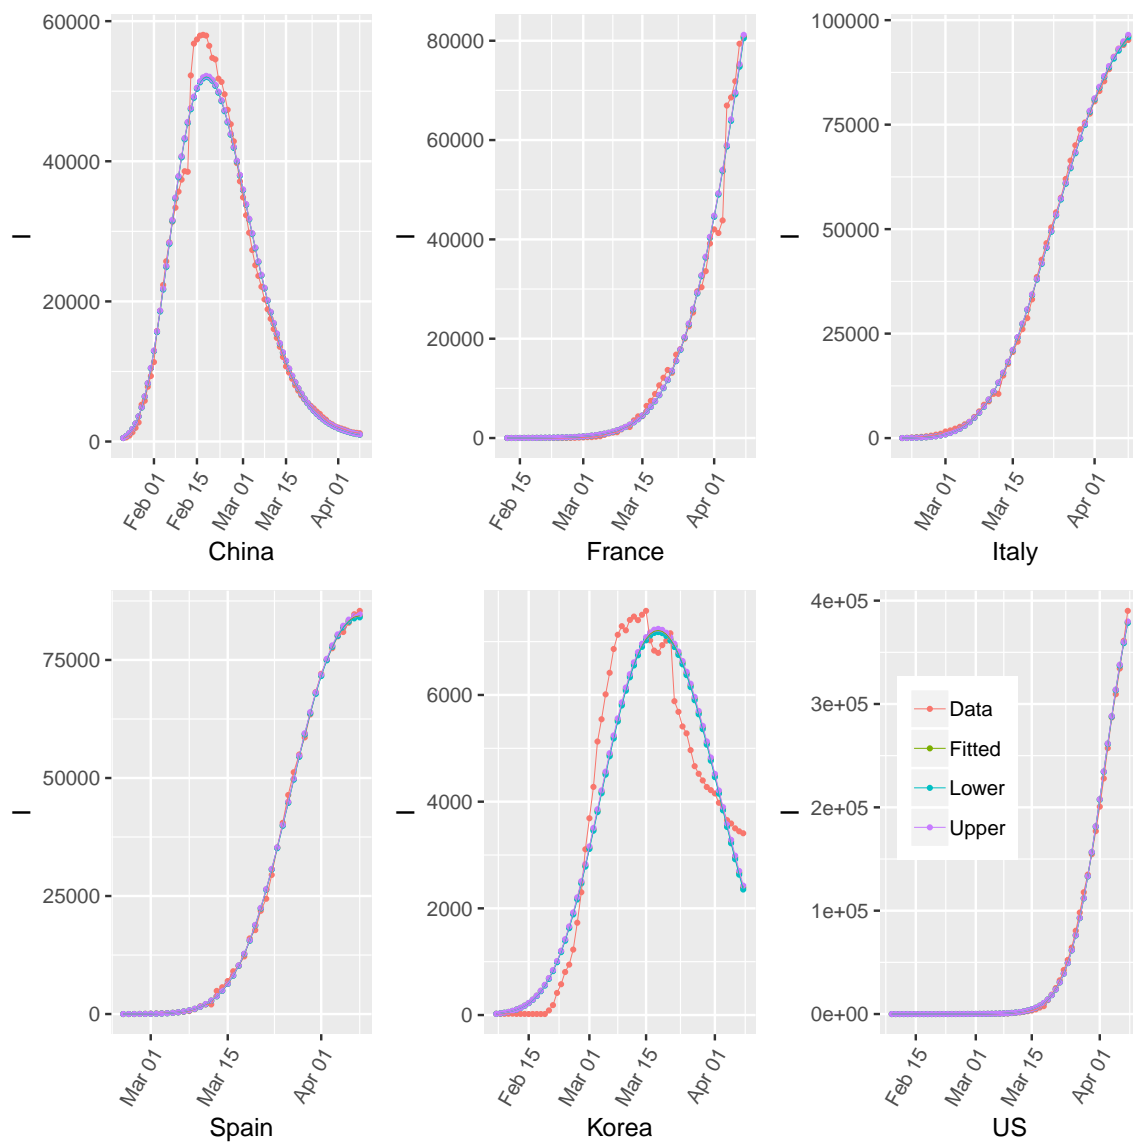 60000
40000
20000
0
I
Feb 01
Feb 15
Mar 01
Mar 15
Apr 01
China
80000
60000
40000
20000
0
I
Feb 15
Mar 01
Mar 15
Apr 01
France
100000
75000
50000
25000
0
I
Mar 01
Mar 15
Apr 01
Italy
75000
50000
25000
0
I
Mar 01
Mar 15
Apr 01
Spain
6000
4000
2000
0
I
Feb 15
Mar 01
Mar 15
Apr 01
Korea
4e+05
3e+05
2e+05
1e+05
0e+00
I
Feb 15
Mar 01
Mar 15
Apr 01
US
Data
Fitted
Lower
Upper